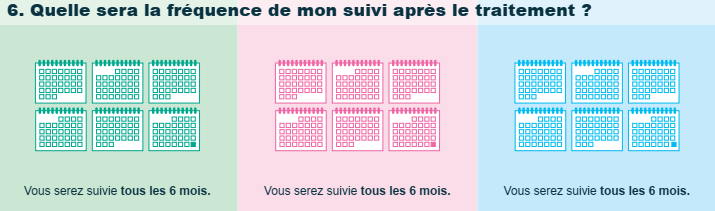 6. Quelle sera la fréquence de mon suivi après le traitement ?
Vous serez suivie tous les 6 mois.
Vous serez suivie tous les 6 mois.
Vous serez suivie tous les 6 mois.